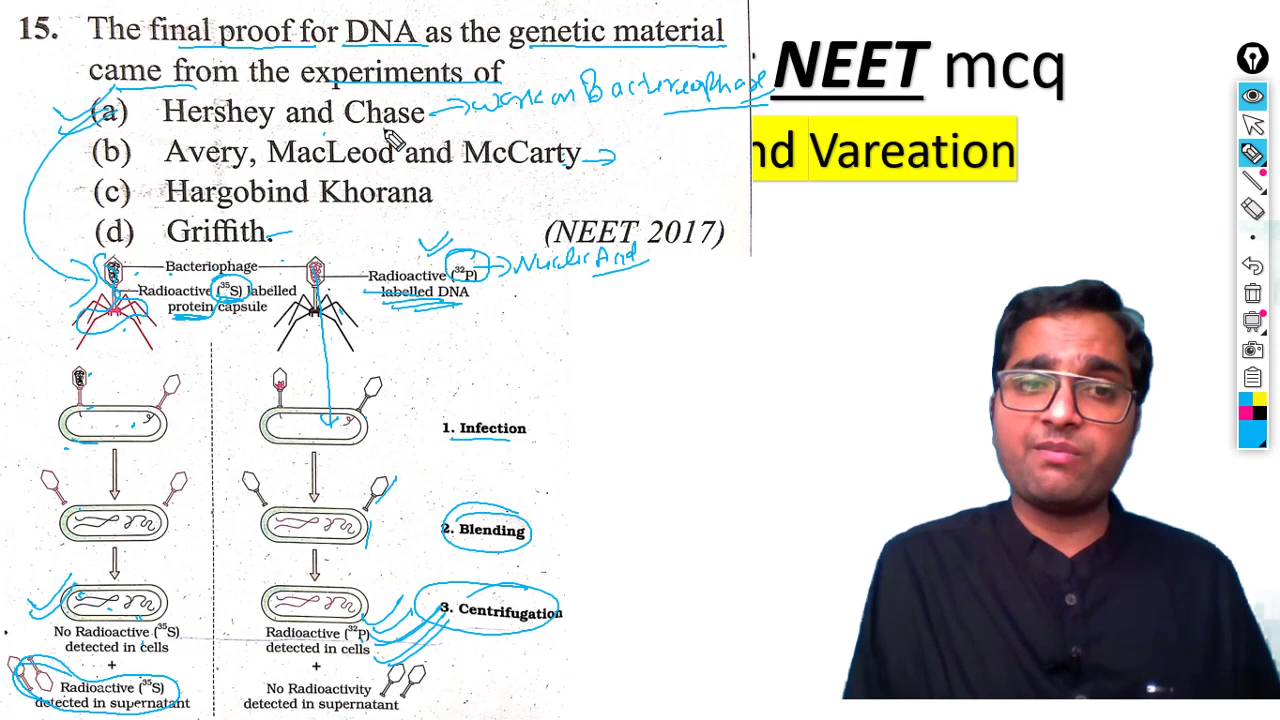 15. The final proof for DNA as the genetic material
came from the experiments of
(a) Hershey and Chase → work on Bactereophase
(b) Avery, MacLeod and McCarty
(c) Hargobind Khorana
(d) Griffith. (NEET 2017)
NEET mcq
nd Vareation
Bacteriophage
Radioactive (³⁵S) labelled
protein capsule
Radioactive (³²P) → Nucleic Acid
labelled DNA
1. Infection
2. Blending
3. Centrifugation
No Radioactive (³⁵S)
detected in cells
+
Radioactive (³⁵S)
detected in supernatant
Radioactive (³²P)
detected in cells
+
No Radioactivity
detected in supernatant